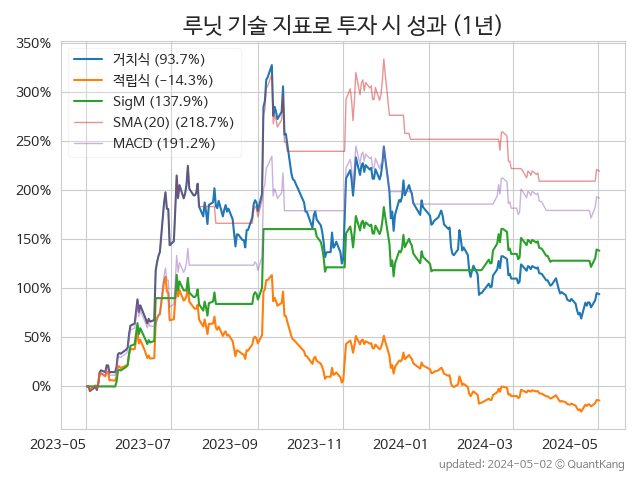 루닛 기술 지표로 투자 시 성과 (1년)
350%
300%
250%
200%
150%
100%
50%
0%
거치식 (93.7%)
적립식 (−14.3%)
SigM (137.9%)
SMA(20) (218.7%)
MACD (191.2%)
2023-05
2023-07
2023-09
2023-11
2024-01
2024-03
2024-05
updated: 2024-05-02 © QuantKang